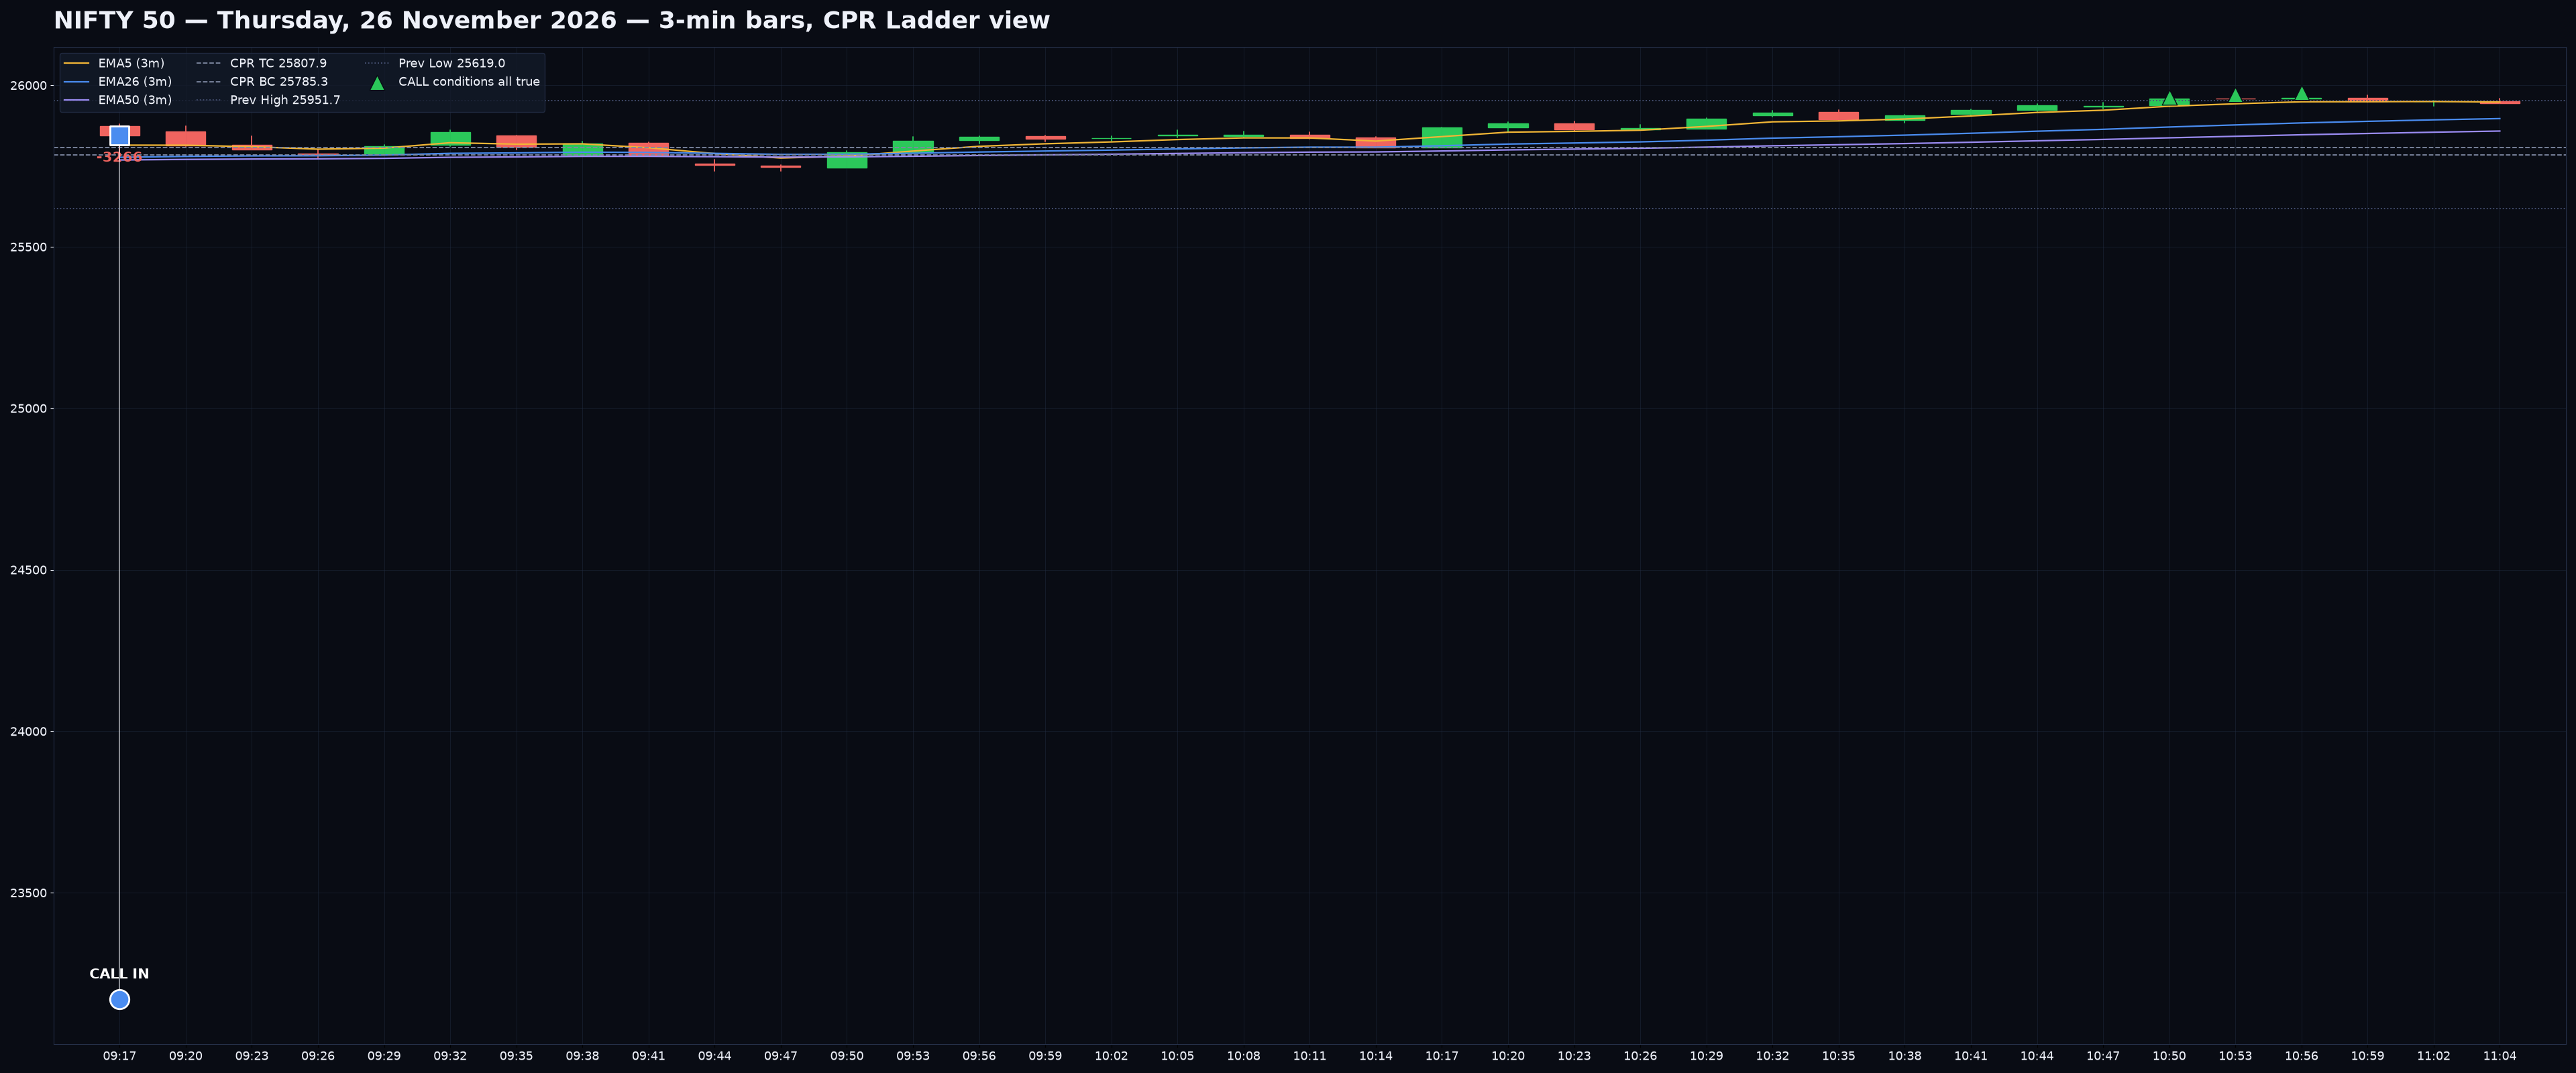 NIFTY 50 — Thursday, 26 November 2026 — 3-min bars, CPR Ladder view
EMA5 (3m)
EMA26 (3m)
EMA50 (3m)
CPR TC 25807.9
CPR BC 25785.3
Prev High 25951.7
Prev Low 25619.0
CALL conditions all true
26000
25500
25000
24500
24000
23500
-3266
CALL IN
09:17 09:20 09:23 09:26 09:29 09:32 09:35 09:38 09:41 09:44 09:47 09:50 09:53 09:56 09:59 10:02 10:05 10:08 10:11 10:14 10:17 10:20 10:23 10:26 10:29 10:32 10:35 10:38 10:41 10:44 10:47 10:50 10:53 10:56 10:59 11:02 11:04